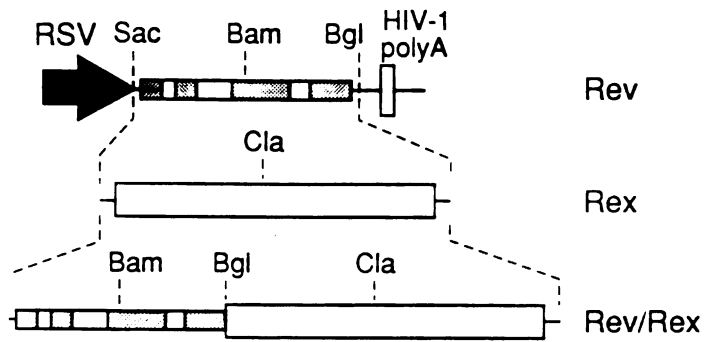 RSV Sac Bam Bgl HIV-1
polyA
Rev
Cla
Rex
Bam Bgl Cla
Rev/Rex